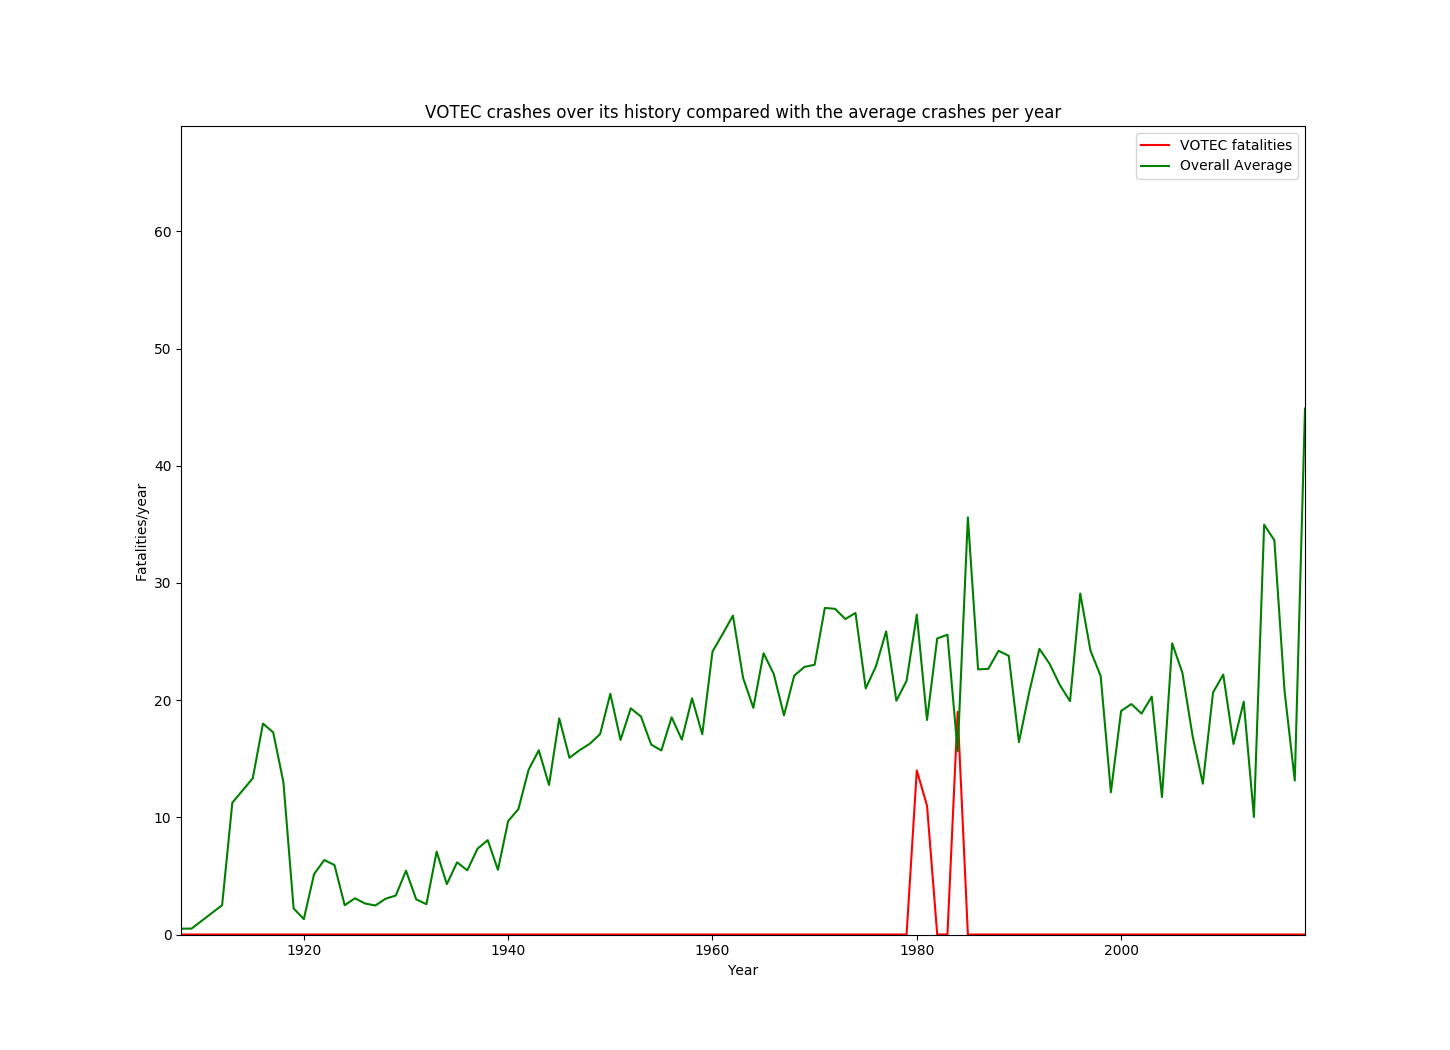 VOTEC crashes over its history compared with the average crashes per year
VOTEC fatalities
Overall Average
60
50
40
30
20
10
0
Fatalities/year
1920 1940 1960 1980 2000
Year